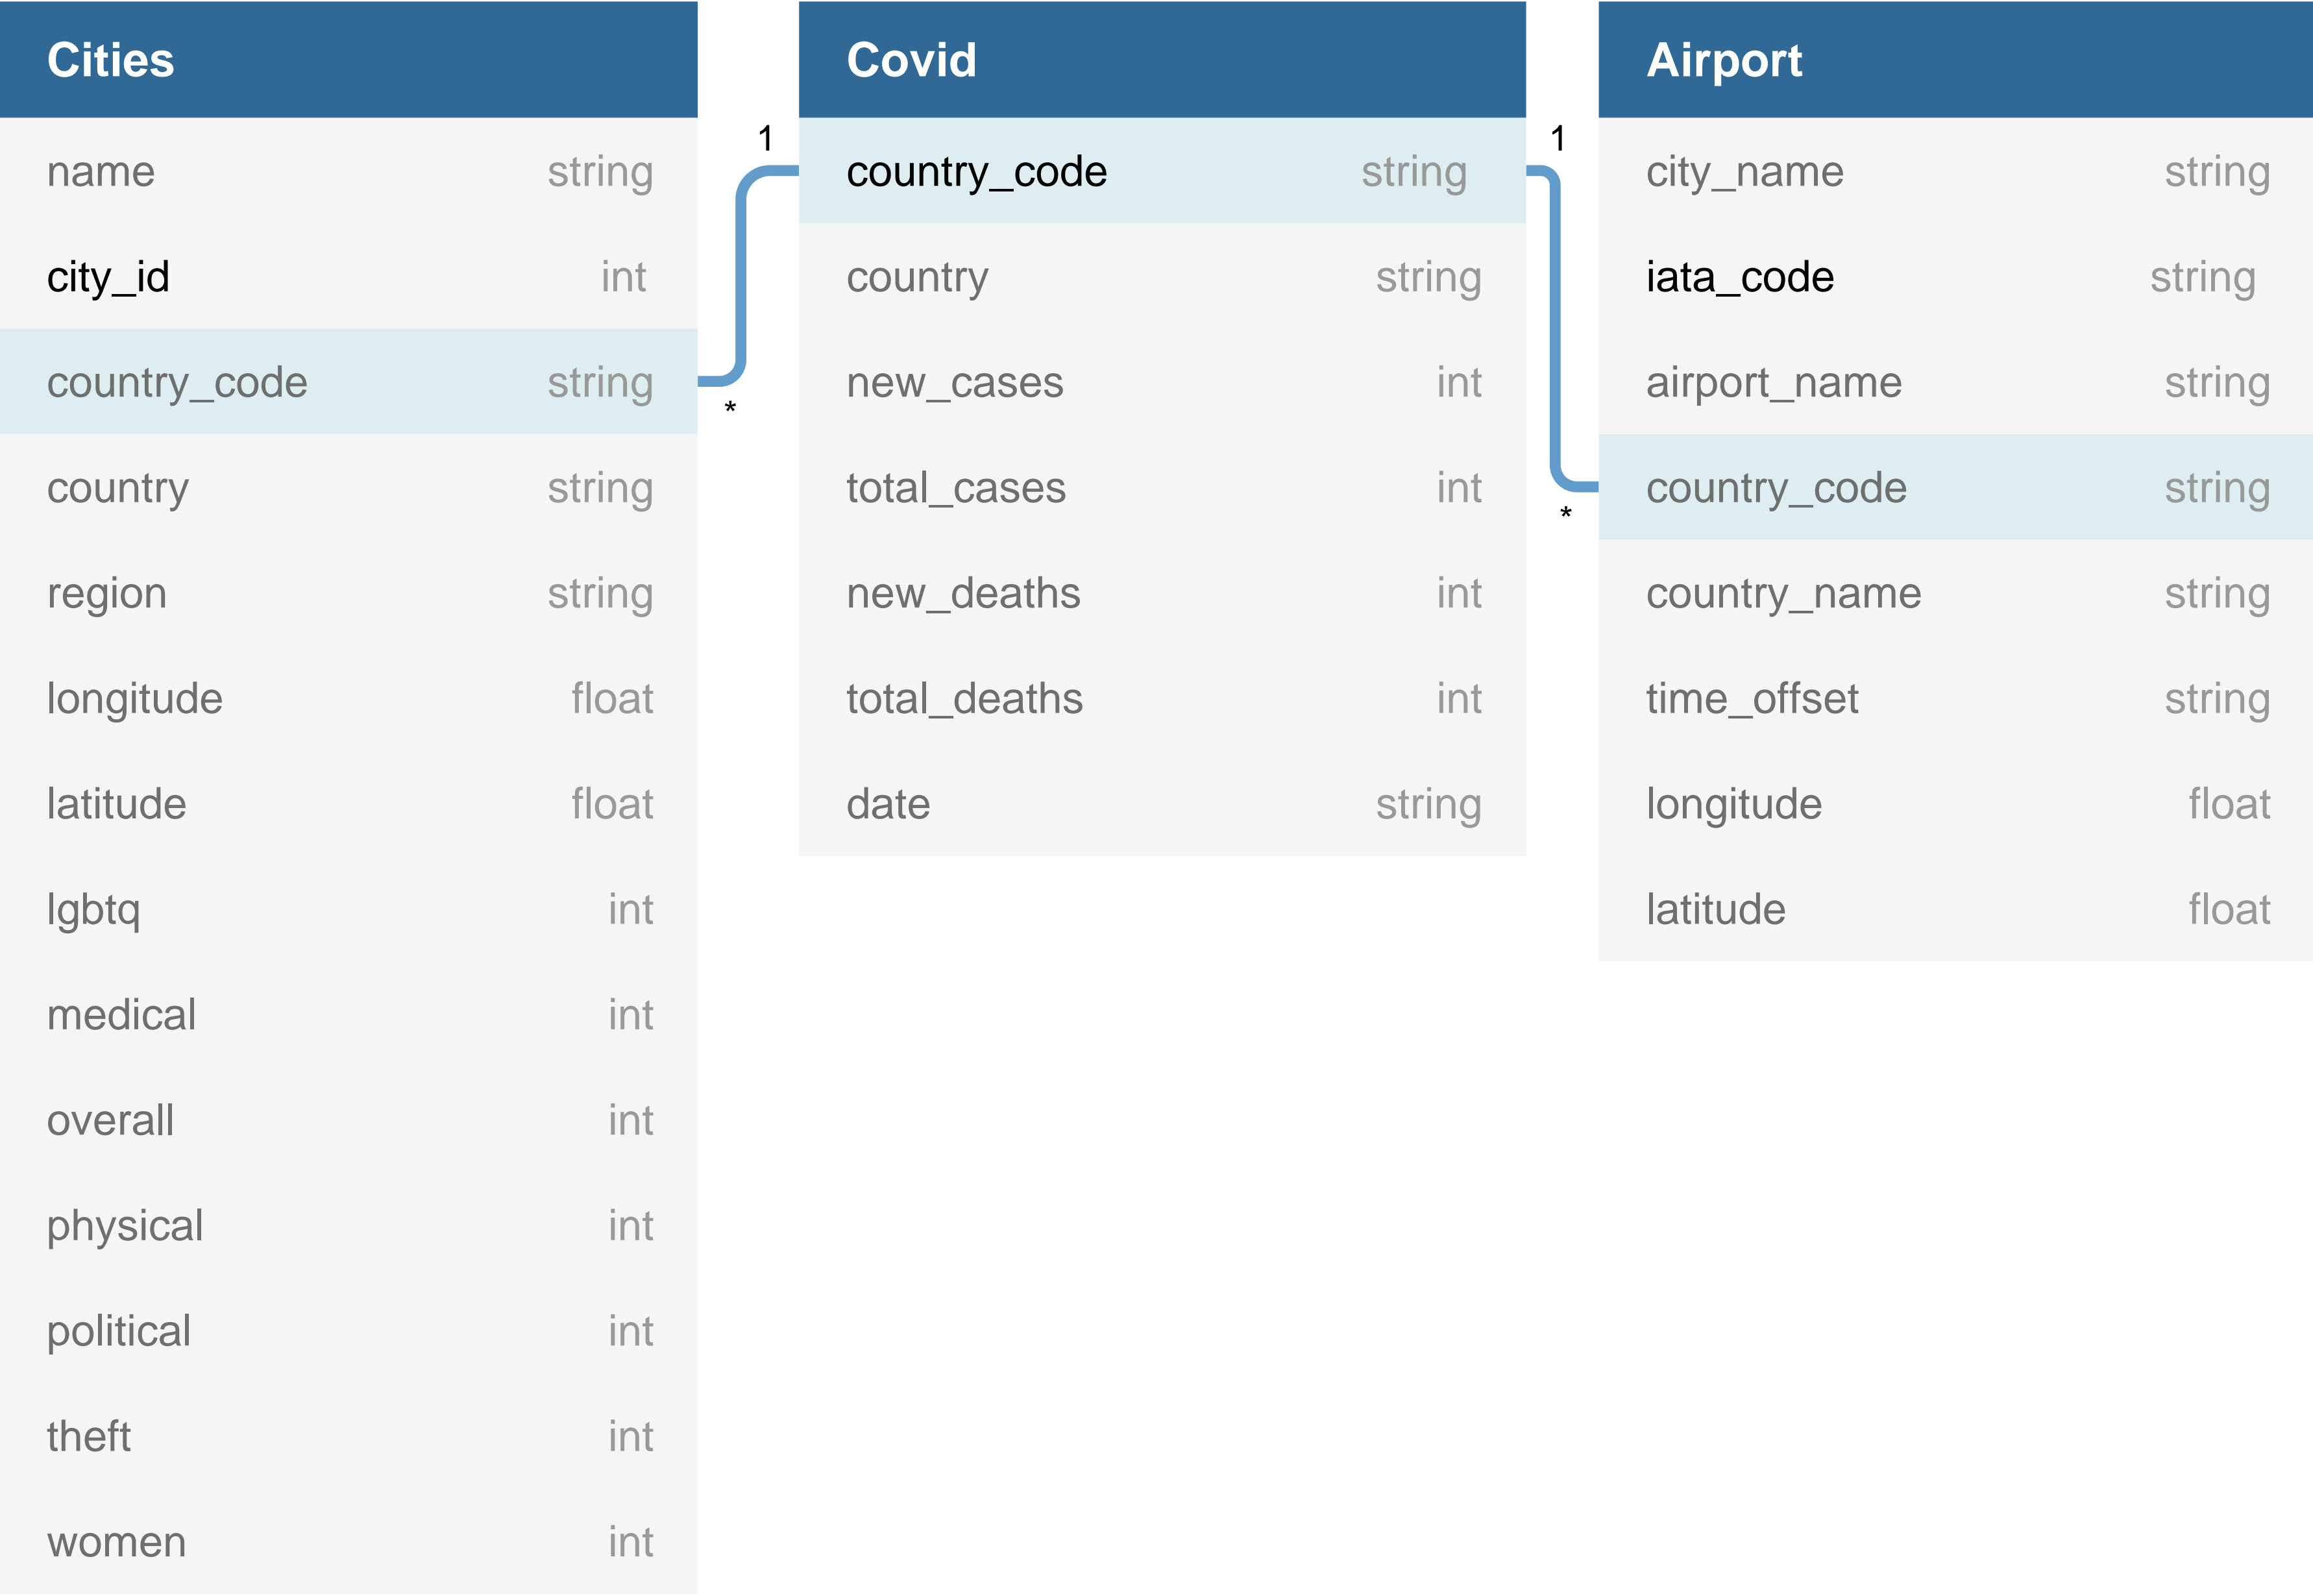 Cities
name string
city_id int
country_code string
country string
region string
longitude float
latitude float
lgbtq int
medical int
overall int
physical int
political int
theft int
women int
1
*
Covid
country_code string
country string
new_cases int
total_cases int
new_deaths int
total_deaths int
date string
1
*
Airport
city_name string
iata_code string
airport_name string
country_code string
country_name string
time_offset string
longitude float
latitude float